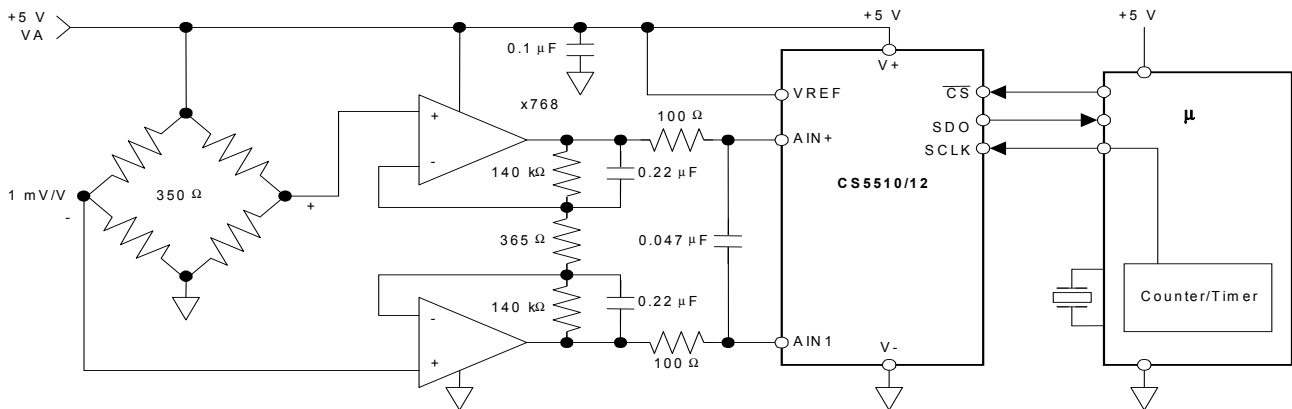 +5 V
VA
0.1 µF
x768
+
-
1 mV/V
-
350 Ω
+
140 kΩ
0.22 µF
100 Ω
365 Ω
0.047 µF
140 kΩ
0.22 µF
100 Ω
-
+
+5 V
V+
VREF
AIN+
AIN1
CS
SDO
SCLK
CS5510/12
V-
+5 V
µ
Counter/Timer